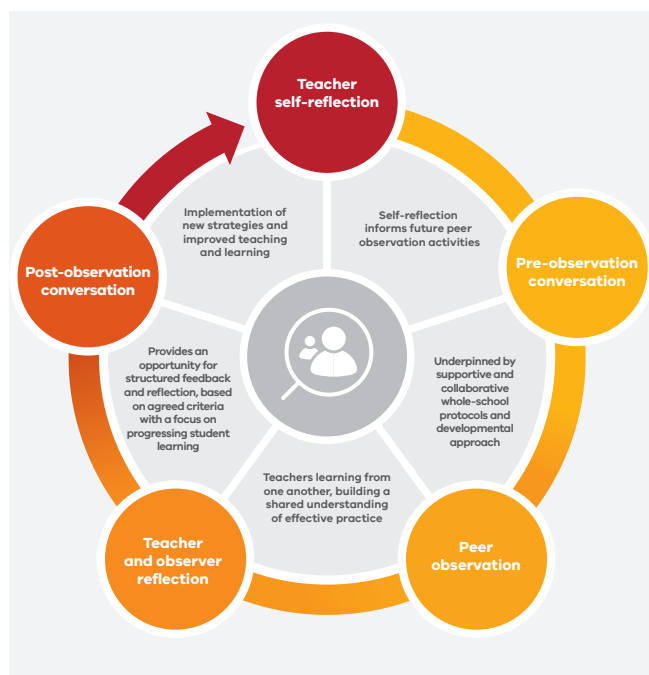 Teacher
self-reflection
Self-reflection
informs future peer
observation activities
Pre-observation
conversation
Underpinned by
supportive and
collaborative
whole-school
protocols and
developmental
approach
Peer
observation
Teachers learning from
one another, building a
shared understanding
of effective practice
Teacher
and observer
reflection
Provides an
opportunity for
structured feedback
and reflection, based
on agreed criteria
with a focus on
progressing student
learning
Post-observation
conversation
Implementation of
new strategies and
improved teaching
and learning